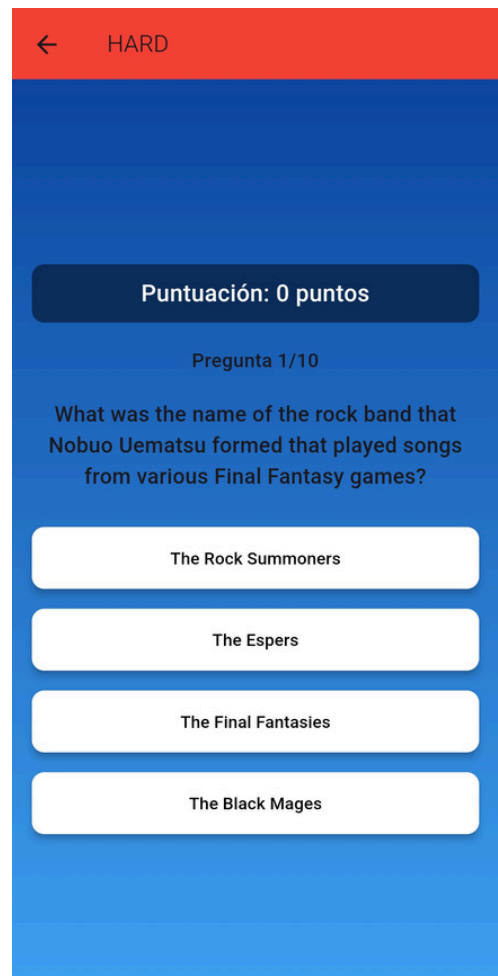 HARD
Puntuación: 0 puntos
Pregunta 1/10
What was the name of the rock band that
Nobuo Uematsu formed that played songs
from various Final Fantasy games?
The Rock Summoners
The Espers
The Final Fantasies
The Black Mages